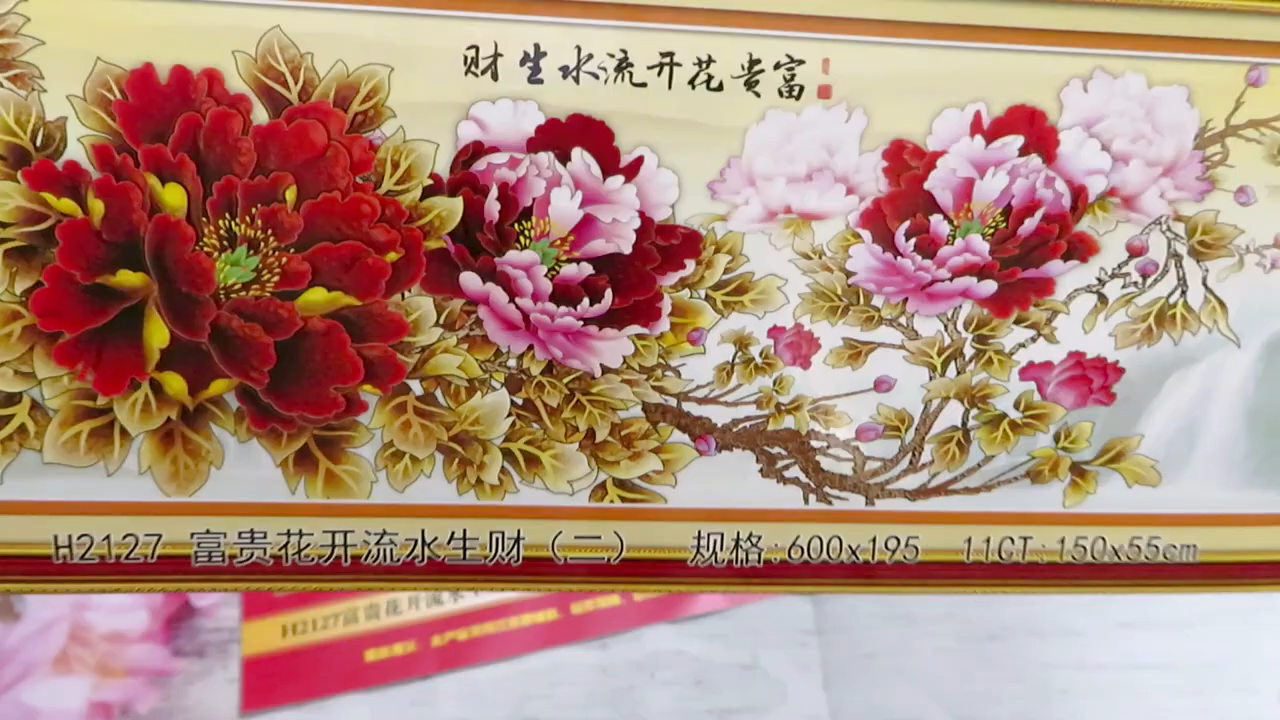 富貴花开流水生财
H2127 富贵花开流水生财（二） 规格:600x195 11CT:150x55cm
H2127富贵花开流水